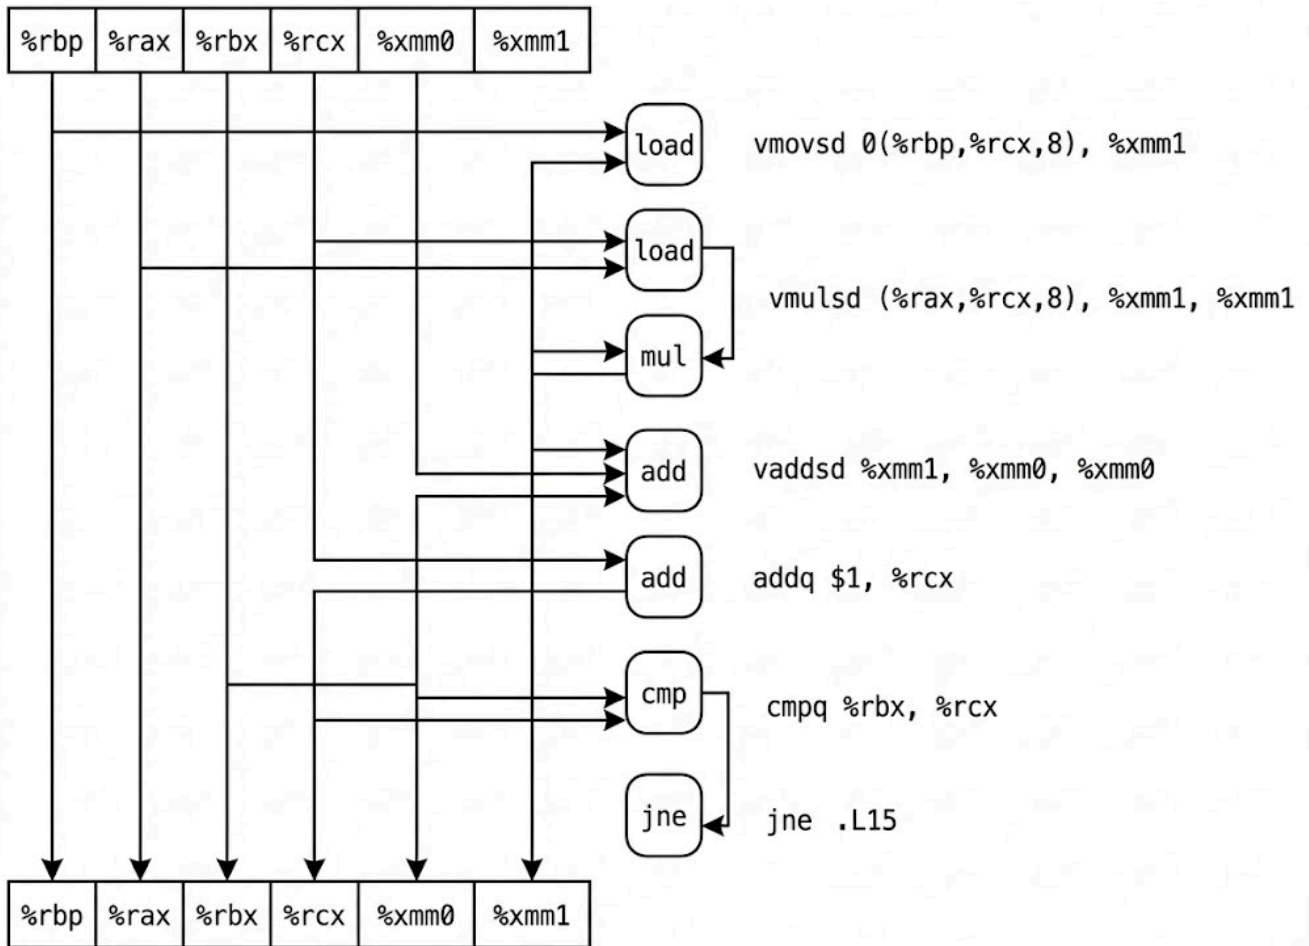 %rbp %rax %rbx %rcx %xmm0 %xmm1
load vmovsd 0(%rbp,%rcx,8), %xmm1
load
vmulsd (%rax,%rcx,8), %xmm1, %xmm1
mul
add vaddsd %xmm1, %xmm0, %xmm0
add addq $1, %rcx
cmp cmpq %rbx, %rcx
jne jne .L15
%rbp %rax %rbx %rcx %xmm0 %xmm1